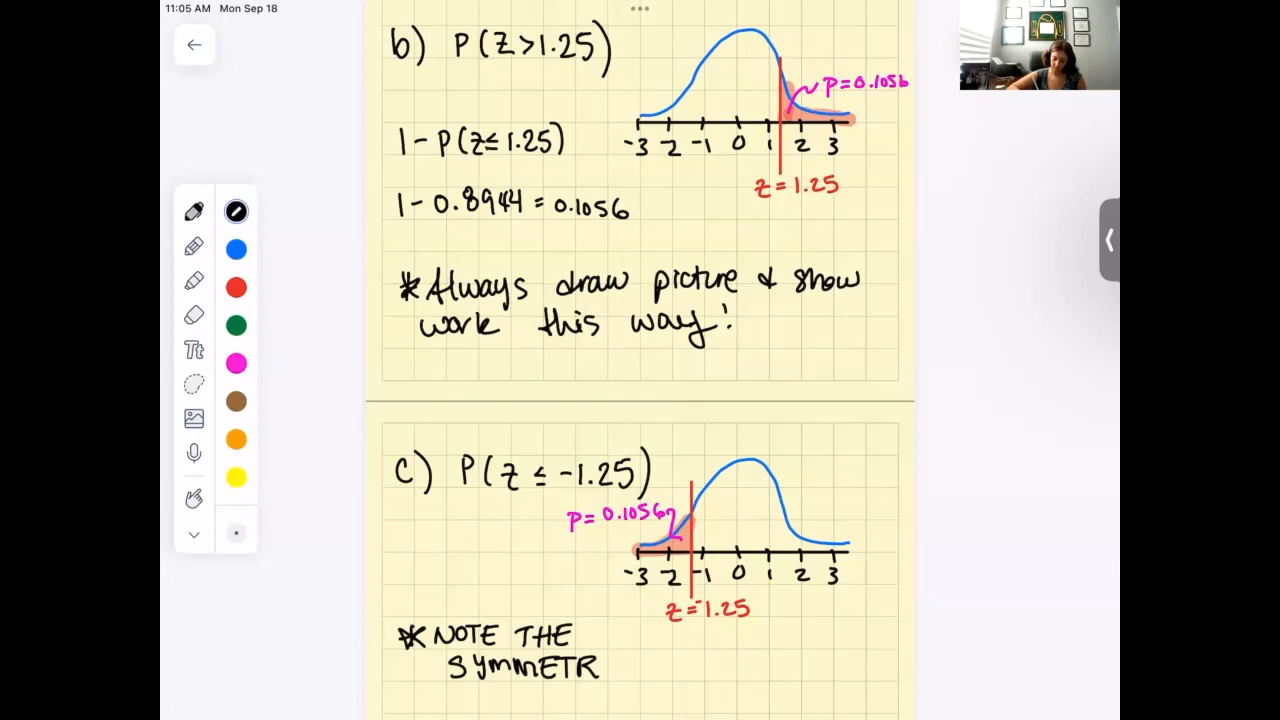 11:05 AM Mon Sep 18
b) P(Z>1.25)
P=0.1056
-3 -2 -1 0 1 2 3
Z=1.25
1-P(Z≤1.25)
1-0.8944=0.1056
*Always draw picture & show
work this way!
Tt
c) P(Z≤-1.25)
P=0.1056
-3 -2 -1 0 1 2 3
Z=-1.25
*NOTE THE
SYMMETR